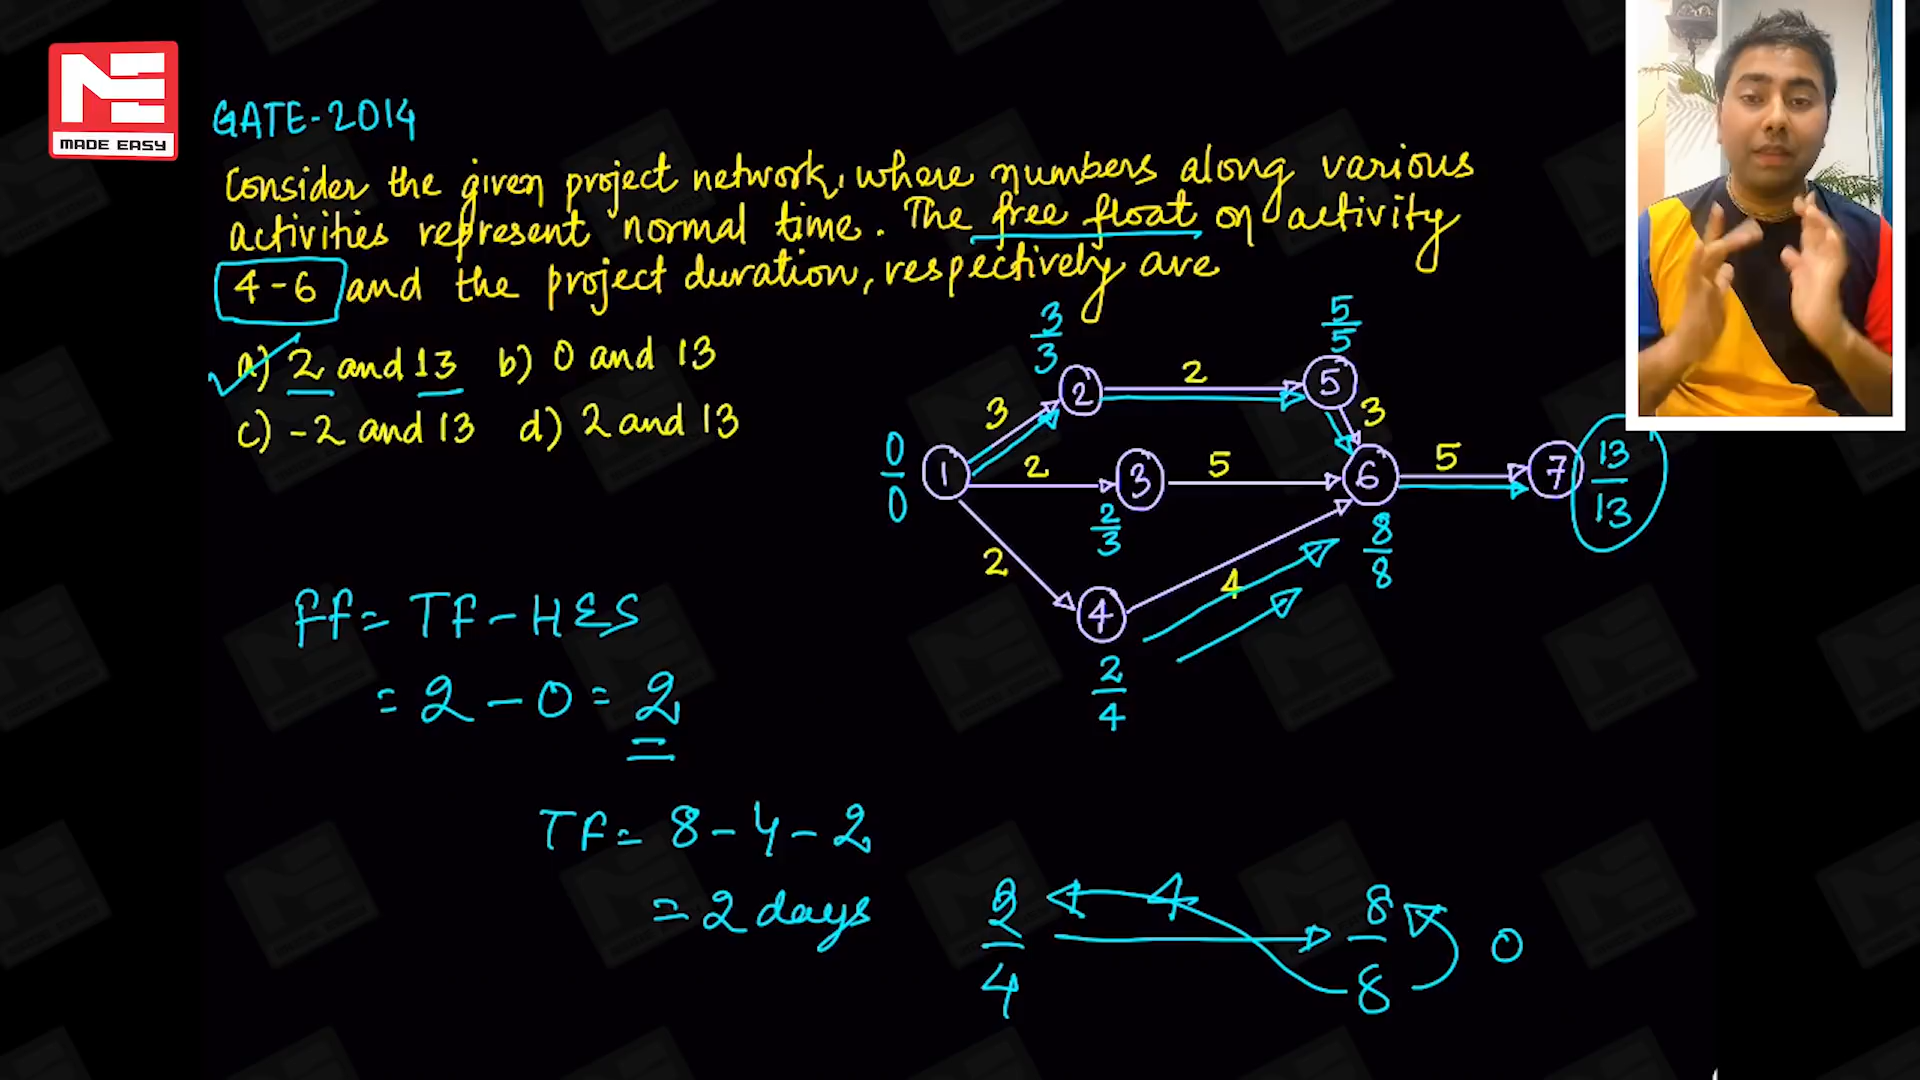 ME
MADE EASY
GATE-2014
Consider the given project network, where numbers along various
activities represent normal time. The free float on activity
4-6 and the project duration, respectively are
a) 2 and 13 b) 0 and 13
c) -2 and 13 d) 2 and 13
3
3
5
5
2
2
5
3
3
0
0
1
2
3
5
6
5
7
13
13
2
3
8
8
2
4
4
2
4
FF = TF - HES
= 2 - 0 = 2
TF = 8 - 4 - 2
= 2 days
2
4
4
8
8
0